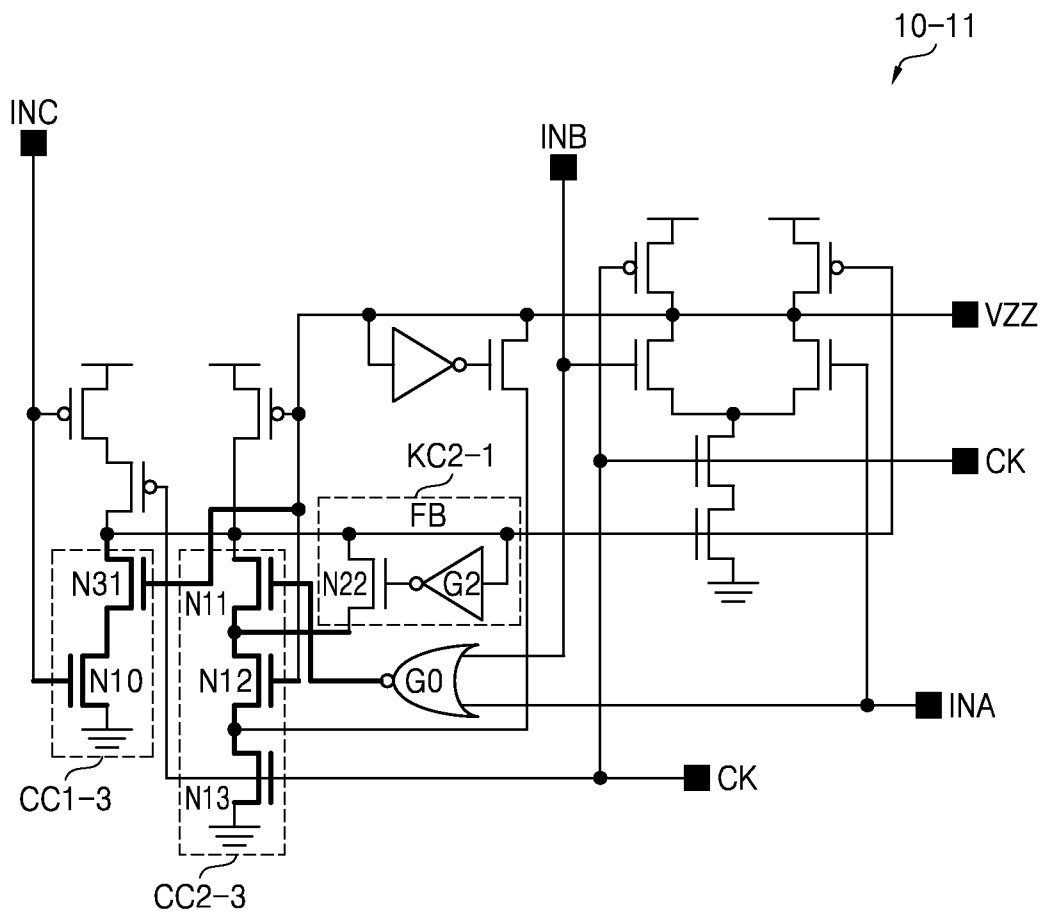 10-11
INC
INB
VZZ
KC2-1
CK
FB
N31
N11
N22
G2
N10
N12
G0
INA
CC1-3
N13
CK
CC2-3